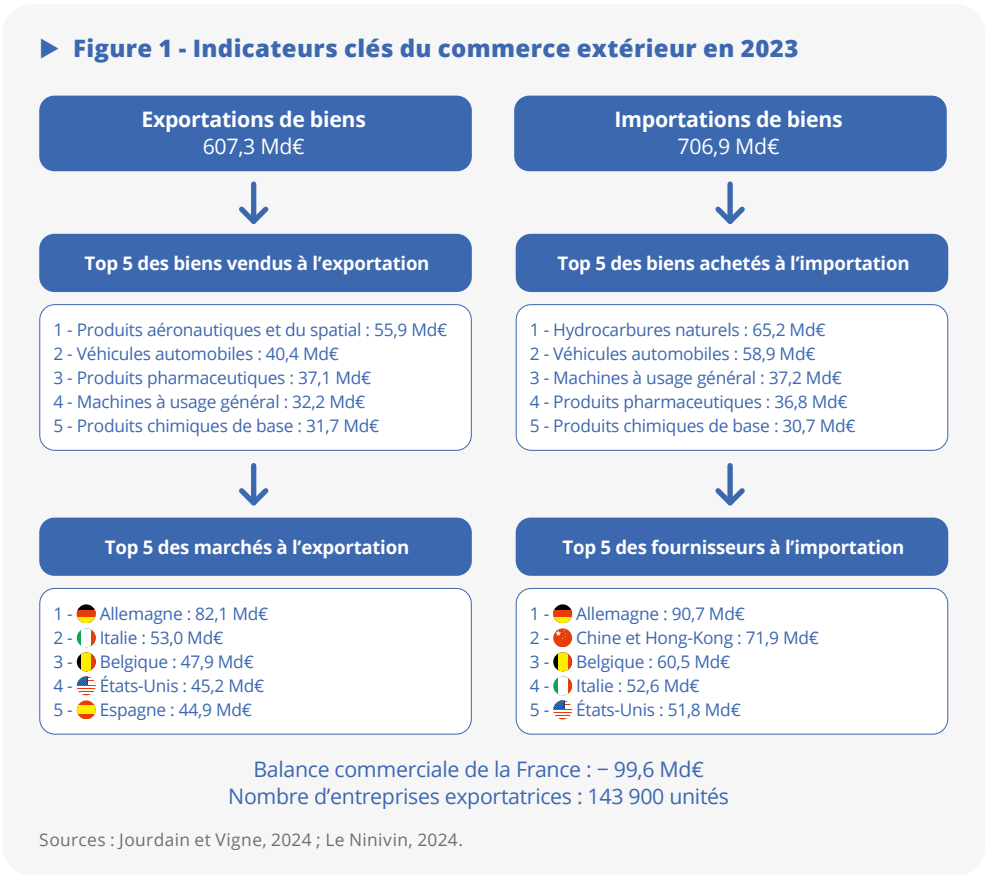 Figure 1 - Indicateurs clés du commerce extérieur en 2023
Exportations de biens
607,3 Md€
Top 5 des biens vendus à l’exportation
1 - Produits aéronautiques et du spatial : 55,9 Md€
2 - Véhicules automobiles : 40,4 Md€
3 - Produits pharmaceutiques : 37,1 Md€
4 - Machines à usage général : 32,2 Md€
5 - Produits chimiques de base : 31,7 Md€
Top 5 des marchés à l’exportation
1 - Allemagne : 82,1 Md€
2 - Italie : 53,0 Md€
3 - Belgique : 47,9 Md€
4 - États-Unis : 45,2 Md€
5 - Espagne : 44,9 Md€
Importations de biens
706,9 Md€
Top 5 des biens achetés à l’importation
1 - Hydrocarbures naturels : 65,2 Md€
2 - Véhicules automobiles : 58,9 Md€
3 - Machines à usage général : 37,2 Md€
4 - Produits pharmaceutiques : 36,8 Md€
5 - Produits chimiques de base : 30,7 Md€
Top 5 des fournisseurs à l’importation
1 - Allemagne : 90,7 Md€
2 - Chine et Hong-Kong : 71,9 Md€
3 - Belgique : 60,5 Md€
4 - Italie : 52,6 Md€
5 - États-Unis : 51,8 Md€
Balance commerciale de la France : − 99,6 Md€
Nombre d’entreprises exportatrices : 143 900 unités
Sources : Jourdain et Vigne, 2024 ; Le Ninivin, 2024.